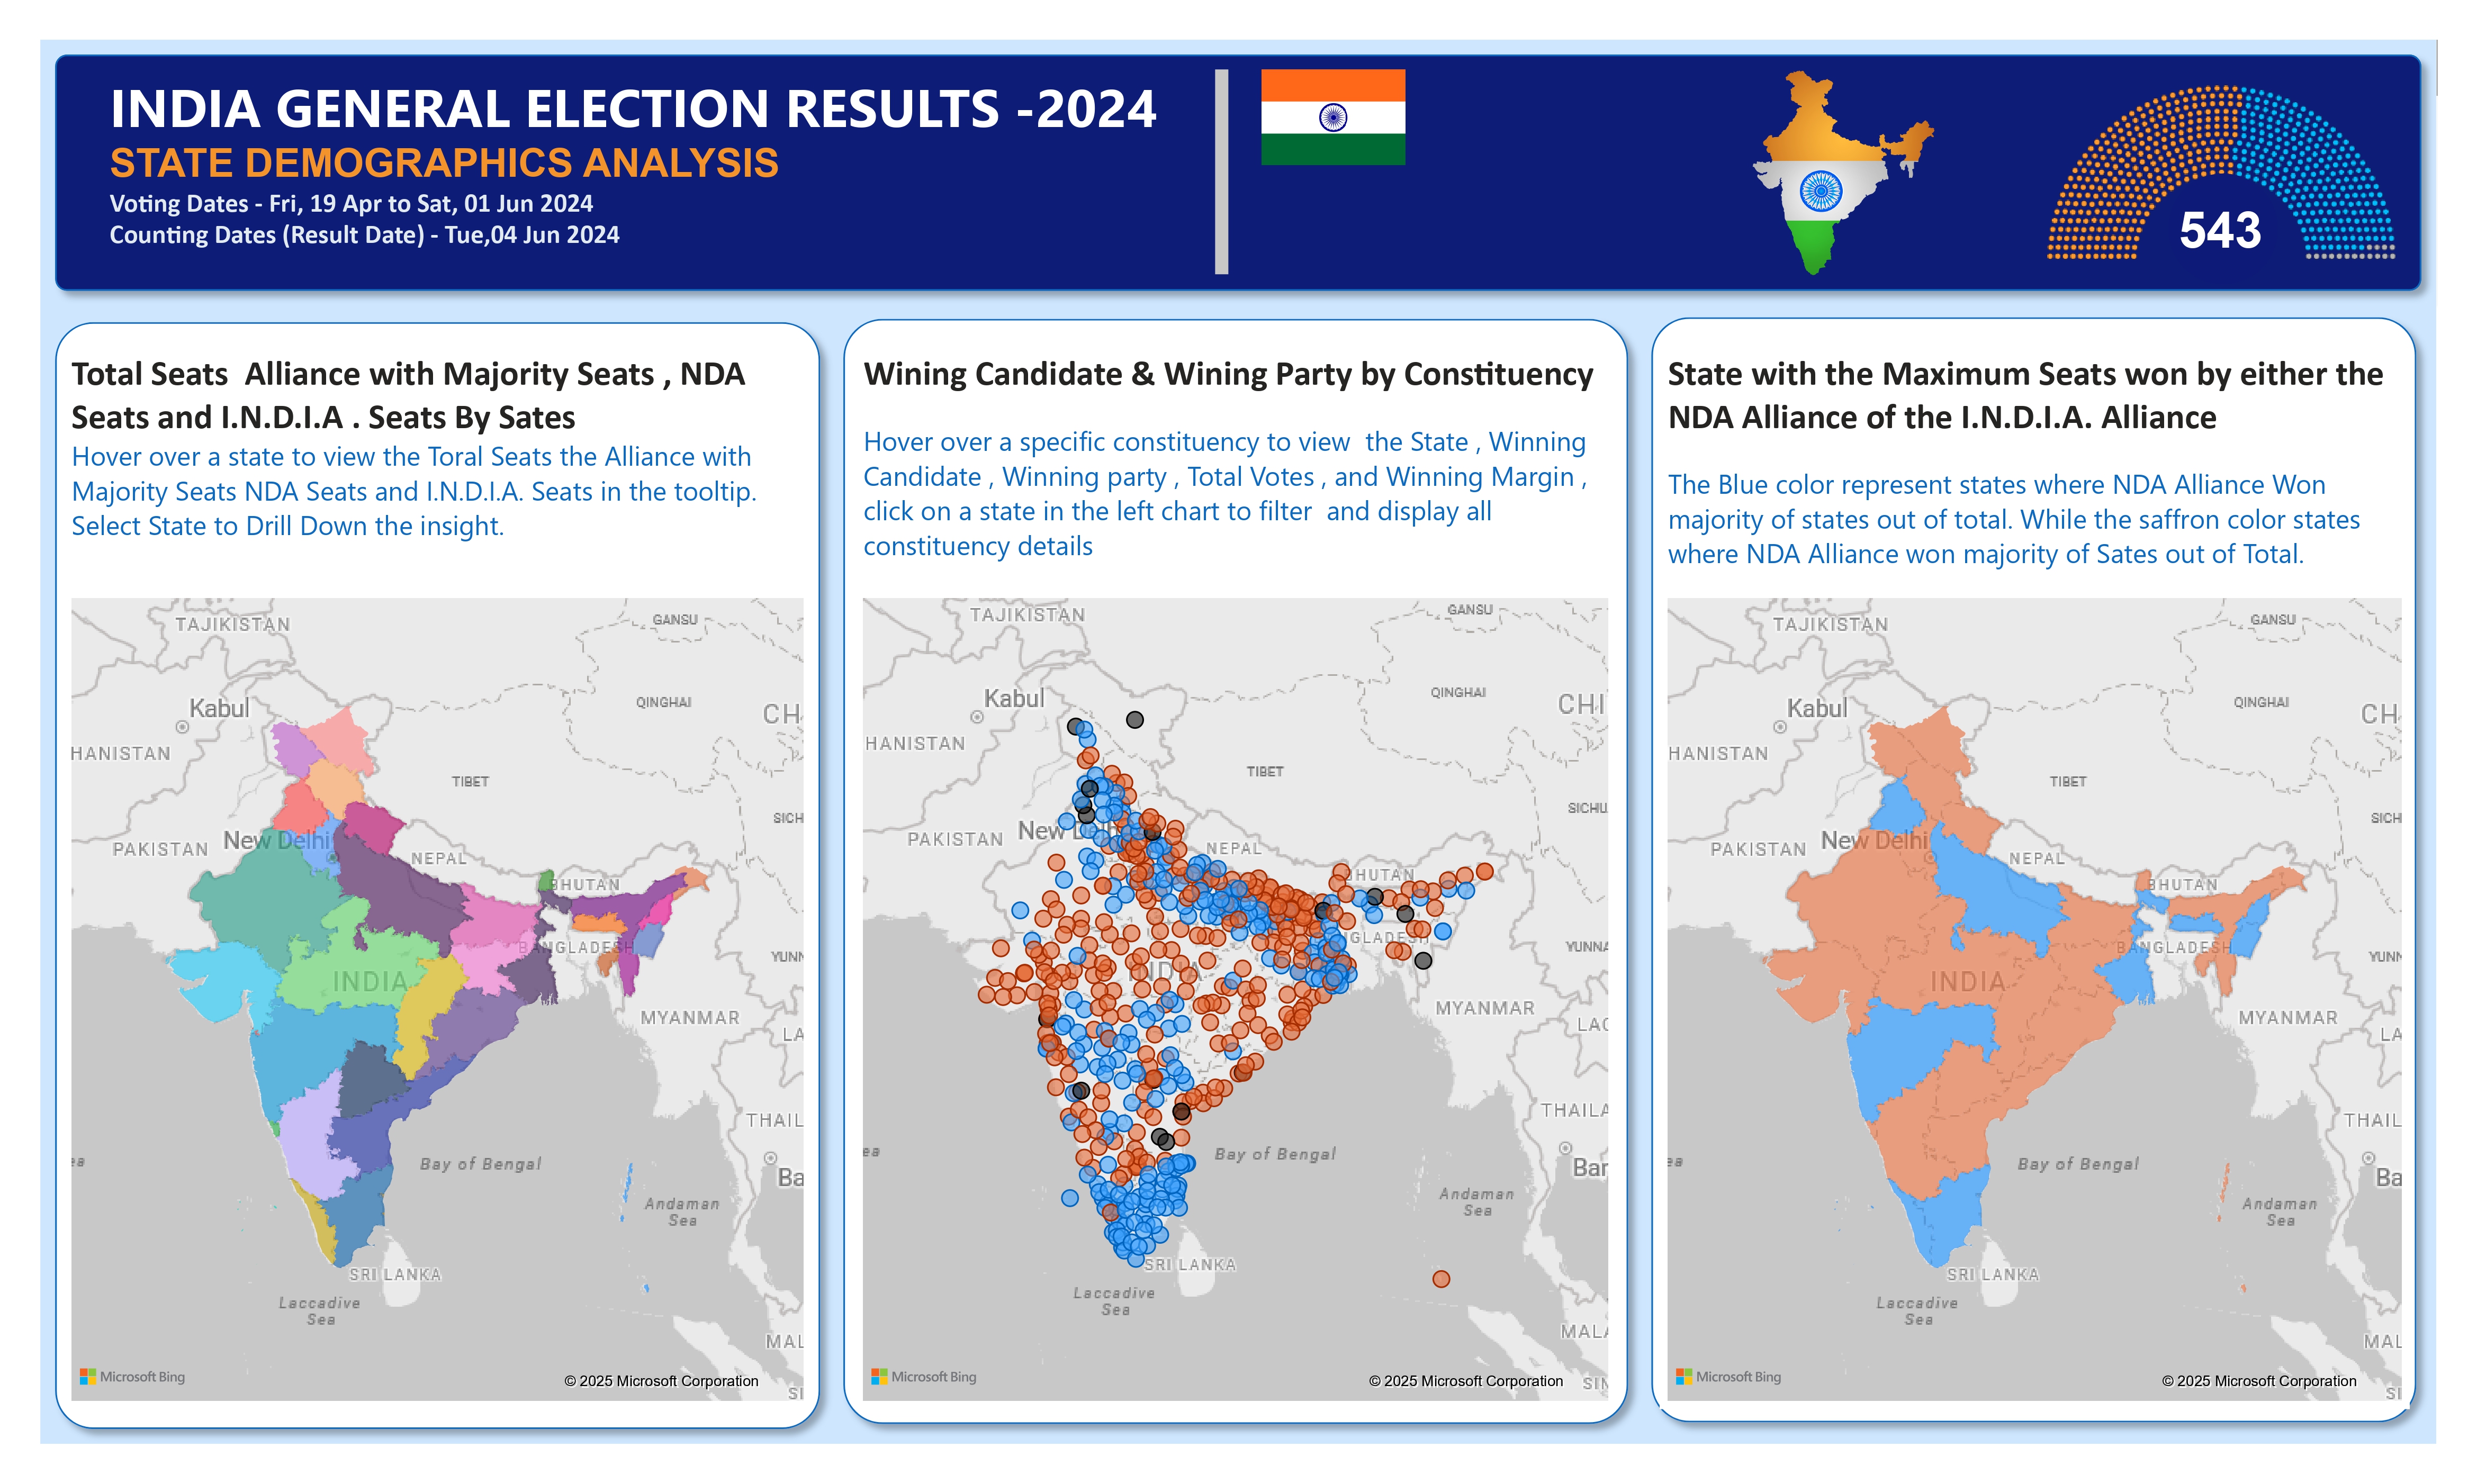 INDIA GENERAL ELECTION RESULTS -2024
STATE DEMOGRAPHICS ANALYSIS
Voting Dates - Fri, 19 Apr to Sat, 01 Jun 2024
Counting Dates (Result Date) - Tue,04 Jun 2024
543
Total Seats  Alliance with Majority Seats , NDA
Seats and I.N.D.I.A . Seats By Sates
Hover over a state to view the Toral Seats the Alliance with
Majority Seats NDA Seats and I.N.D.I.A. Seats in the tooltip.
Select State to Drill Down the insight.
TAJIKISTAN
GANSU
Kabul
QINGHAI
CH
HANISTAN
TIBET
SICH
New Delhi
PAKISTAN
NEPAL
BHUTAN
BANGLADESH
YUNN
INDIA
MYANMAR
LA
THAIL
Bay of Bengal
Ba
Andaman
Sea
SRI LANKA
Laccadive
Sea
MAL
ea
SI
Microsoft Bing
© 2025 Microsoft Corporation
Wining Candidate & Wining Party by Constituency
Hover over a specific constituency to view  the State , Winning
Candidate , Winning party , Total Votes , and Winning Margin ,
click on a state in the left chart to filter  and display all
constituency details
TAJIKISTAN
GANSU
Kabul
QINGHAI
CHI
HANISTAN
TIBET
SICHU
PAKISTAN
New
NEPAL
BHUTAN
GLADESH
YUNNA
MYANMAR
LAO
THAILA
ea
Bay of Bengal
Bar
Andaman
Sea
SRI LANKA
Laccadive
Sea
MALA
SIN
Microsoft Bing
© 2025 Microsoft Corporation
State with the Maximum Seats won by either the
NDA Alliance of the I.N.D.I.A. Alliance
The Blue color represent states where NDA Alliance Won
majority of states out of total. While the saffron color states
where NDA Alliance won majority of Sates out of Total.
TAJIKISTAN
GANSU
Kabul
QINGHAI
CH
HANISTAN
TIBET
SICH
New Delhi
PAKISTAN
NEPAL
BHUTAN
BANGLADESH
YUNN
INDIA
MYANMAR
LA
THAIL
ea
Bay of Bengal
Ba
Andaman
Sea
SRI LANKA
Laccadive
Sea
MAL
SI
Microsoft Bing
© 2025 Microsoft Corporation